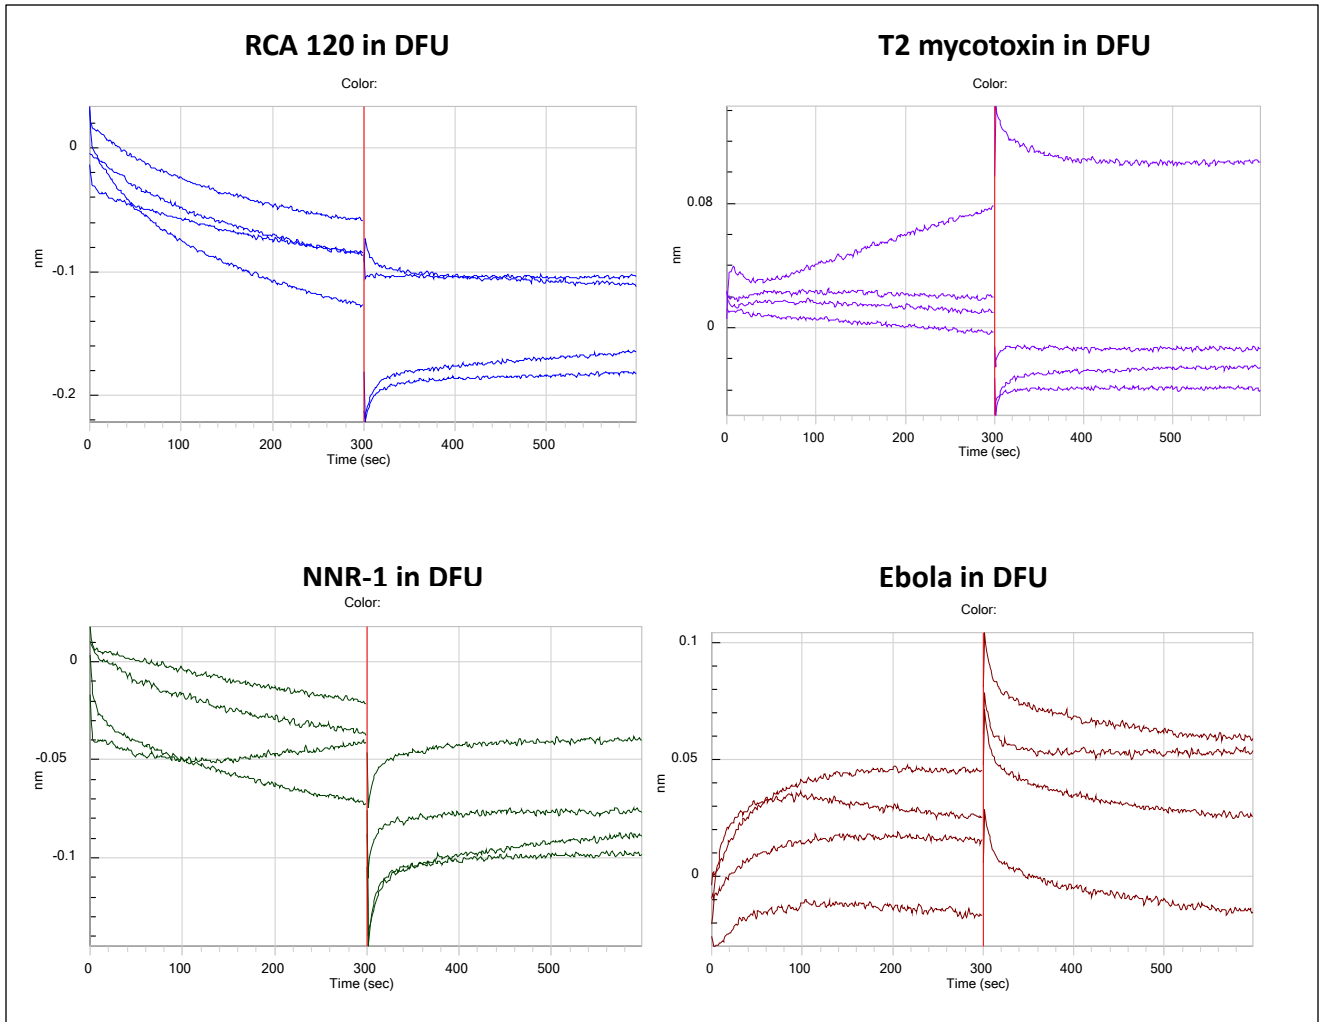 RCA 120 in DFU
Color:
0
-0.1
-0.2
nm
0 100 200 300 400 500
Time (sec)
T2 mycotoxin in DFU
Color:
0.08
0
nm
0 100 200 300 400 500
Time (sec)
NNR-1 in DFU
Color:
0
-0.05
-0.1
nm
0 100 200 300 400 500
Time (sec)
Ebola in DFU
Color:
0.1
0.05
0
nm
0 100 200 300 400 500
Time (sec)